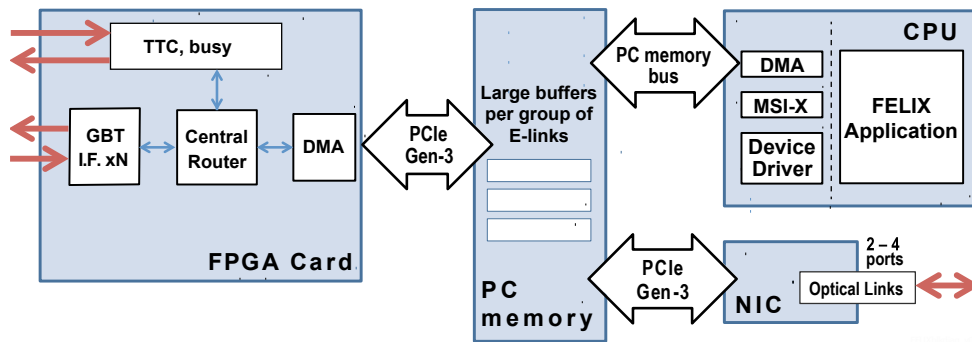 TTC, busy
GBT
I.F. xN
Central
Router
DMA
FPGA Card
PCIe
Gen-3
Large buffers
per group of
E-links
PC
memory
PC memory
bus
CPU
DMA
MSI-X
Device
Driver
FELIX
Application
PCIe
Gen-3
NIC
2 – 4
ports
Optical Links